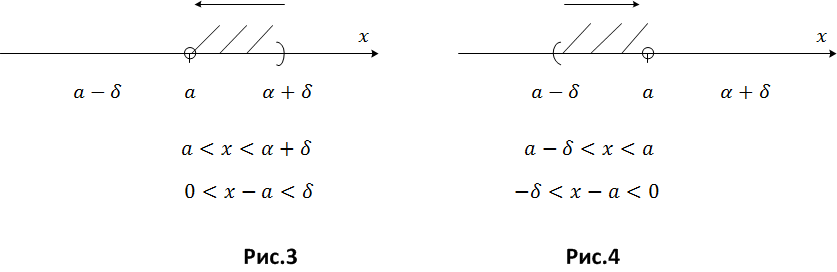 x
a − δ a α + δ
a < x < α + δ
0 < x − a < δ
Рис.3
x
a − δ a α + δ
a − δ < x < a
−δ < x − a < 0
Рис.4